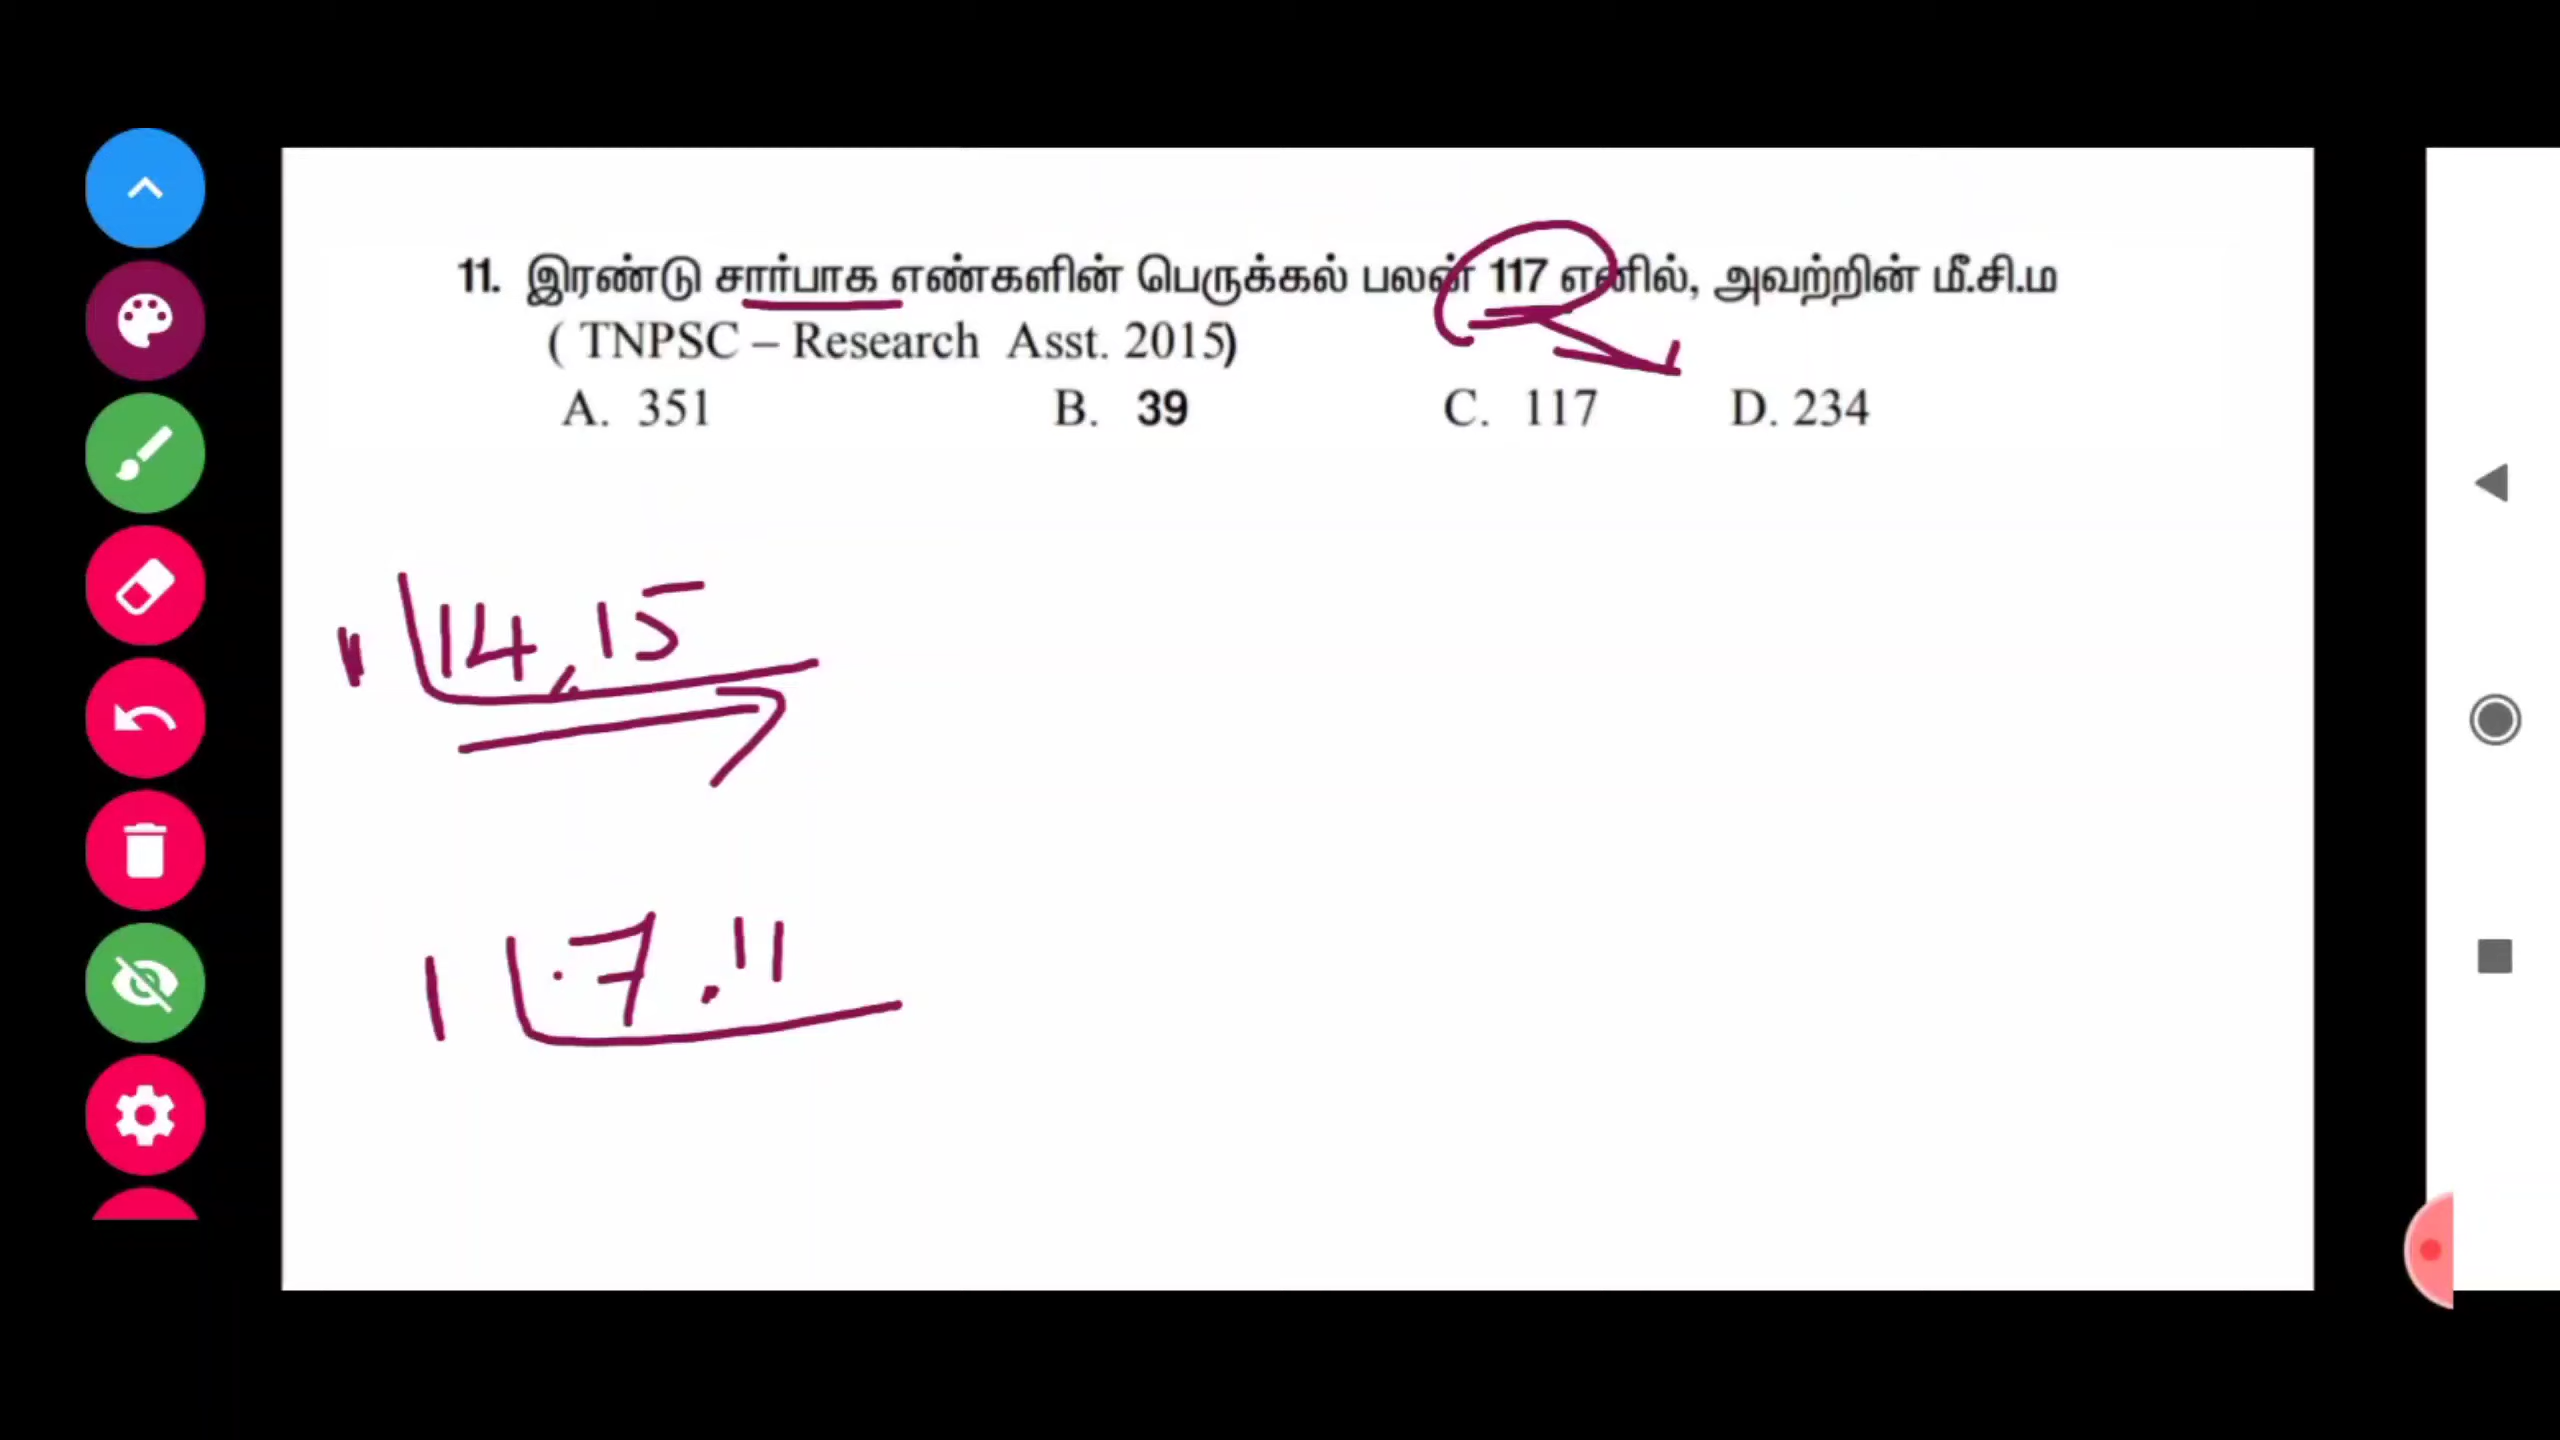 11. இரண்டு சார்பாக எண்களின் பெருக்கல் பலன் 117 எனில், அவற்றின் மீ.சி.ம
( TNPSC – Research Asst. 2015)
A. 351 B. 39 C. 117 D. 234
14, 15
1 7, 11